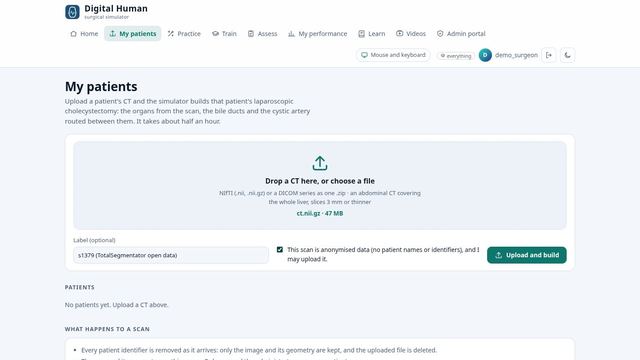 Digital Human
surgical simulator
Home My patients Practice Train Assess My performance Learn Videos Admin portal
Mouse and keyboard everything demo_surgeon
My patients
Upload a patient's CT and the simulator builds that patient's laparoscopic
cholecystectomy: the organs from the scan, the bile ducts and the cystic artery
routed between them. It takes about half an hour.
Drop a CT here, or choose a file
NIfTI (.nii, .nii.gz) or a DICOM series as one .zip · an abdominal CT covering
the whole liver, slices 3 mm or thinner
ct.nii.gz · 47 MB
Label (optional)
s1379 (TotalSegmentator open data)
This scan is anonymised data (no patient names or identifiers), and I
may upload it.
Upload and build
PATIENTS
No patients yet. Upload a CT above.
WHAT HAPPENS TO A SCAN
• Every patient identifier is removed as it arrives: only the image and its geometry are kept, and the uploaded file is deleted.